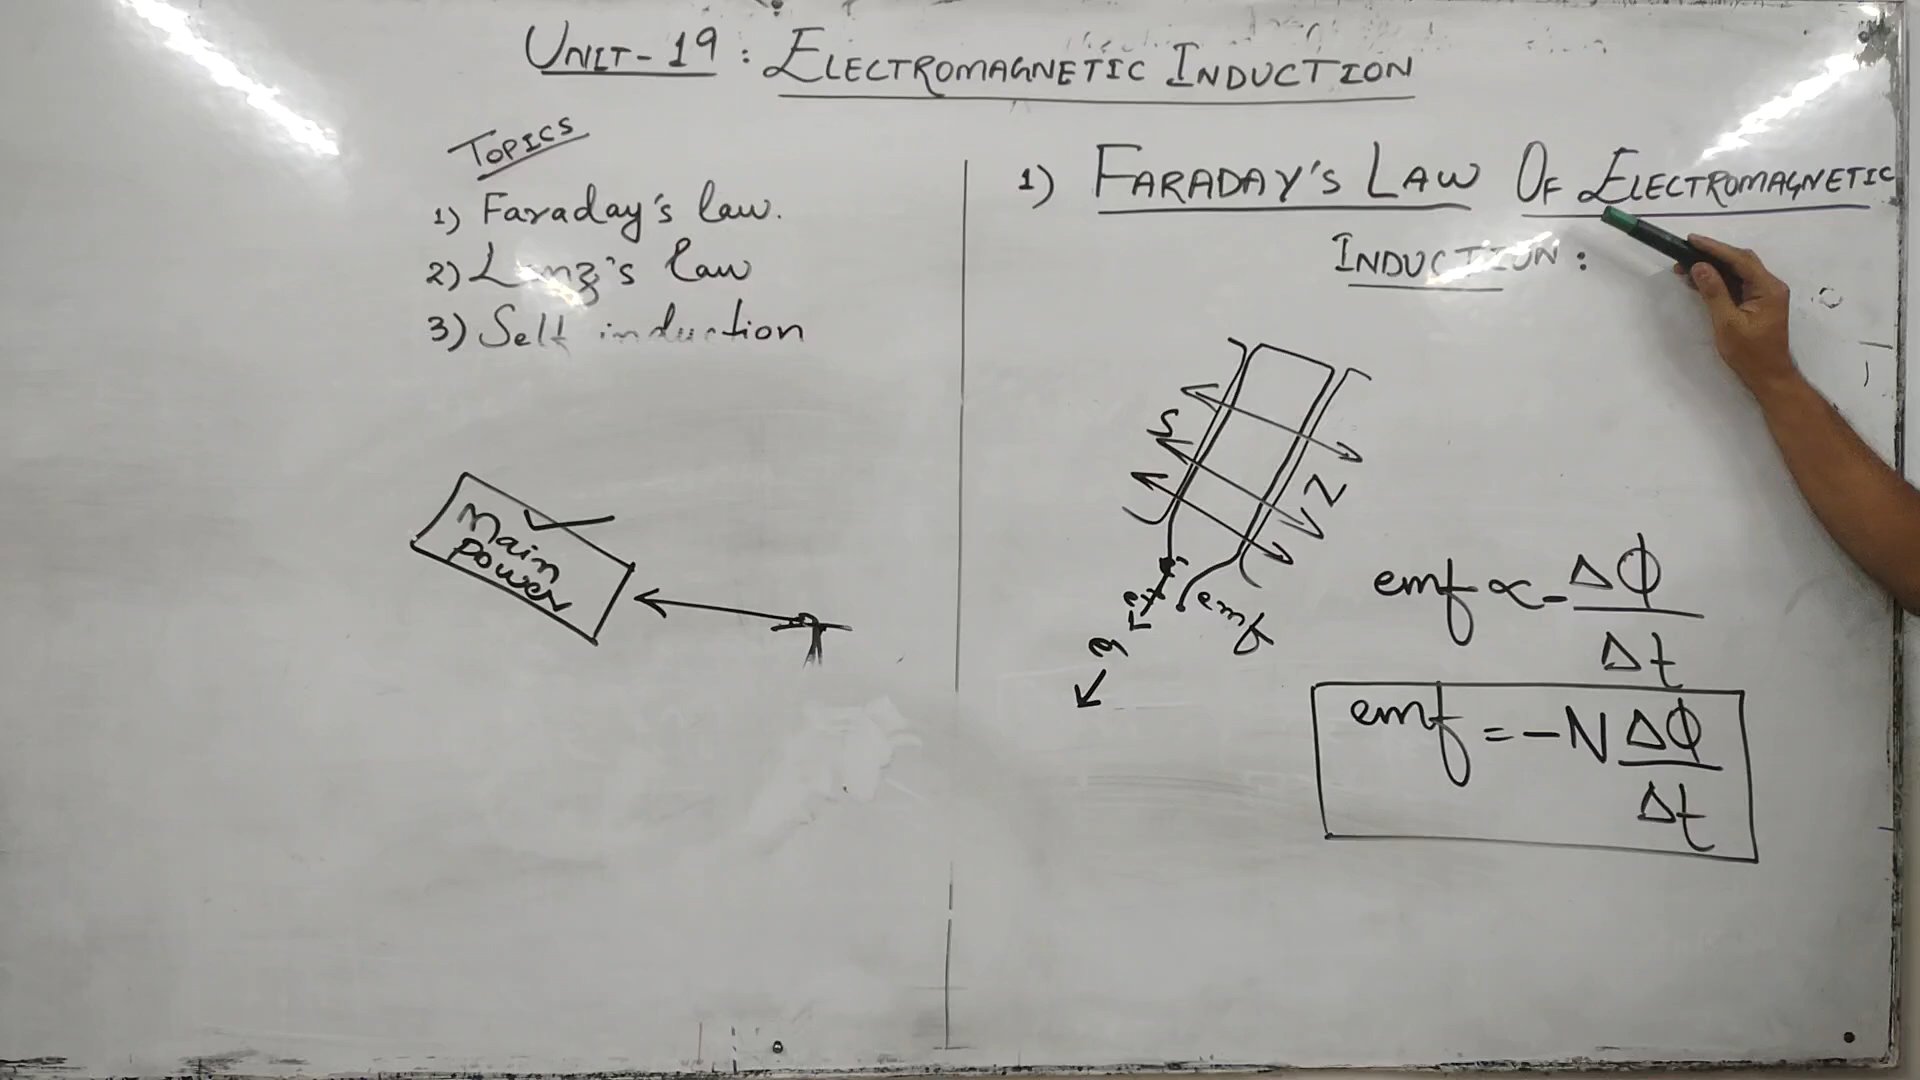 UNIT-19 : ELECTROMAGNETIC INDUCTION
TOPICS
1) Faraday's law.
2) Lenz's law
3) Self induction
Main
power
1) FARADAY'S LAW OF ELECTROMAGNETIC
INDUCTION :
S
N
e⁻
emf
emf ∝ - ΔΦ
Δt
emf = -N ΔΦ
Δt